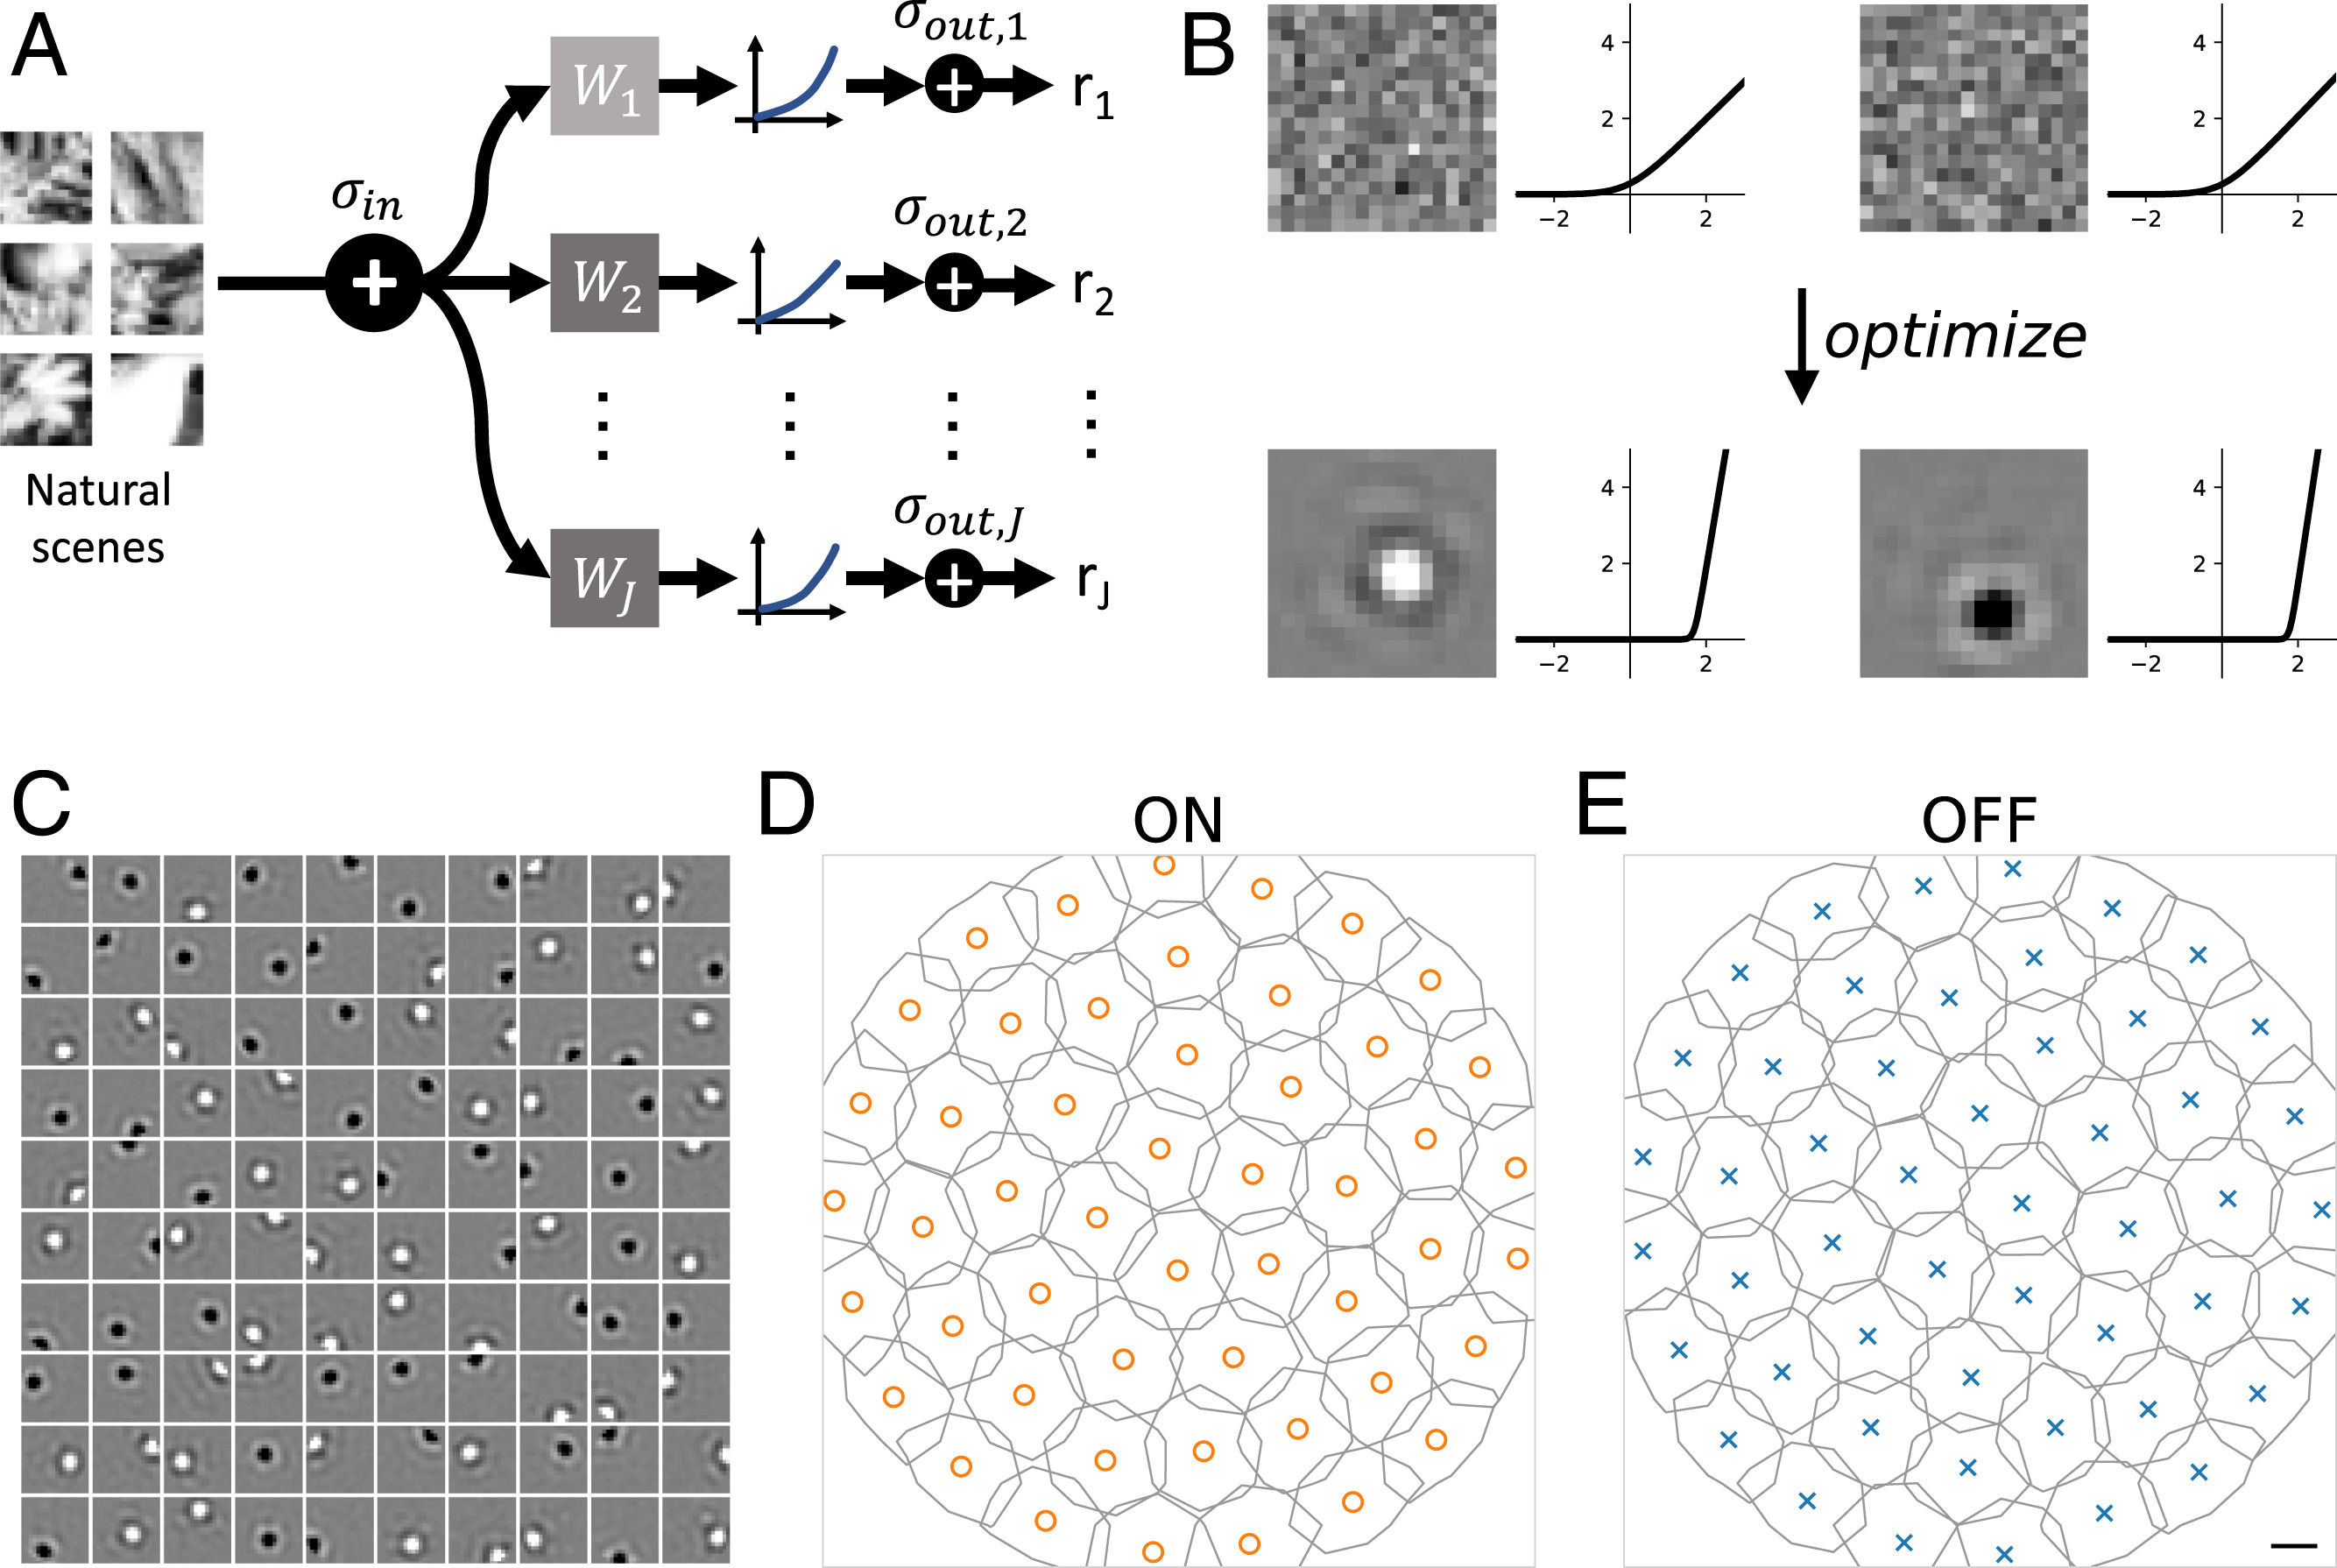 A
σin
W1
σout,1
r1
W2
σout,2
r2
Natural
scenes
WJ
σout,J
rJ
B
4
2
−2
2
4
2
−2
2
optimize
4
2
−2
2
4
2
−2
2
C
D
ON
E
OFF